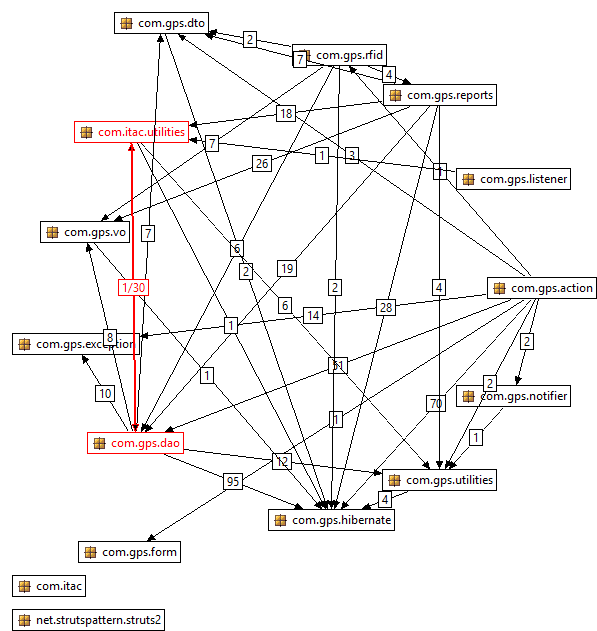 com.gps.dto
2
com.gps.rfid
7
4
com.gps.reports
18
com.itac.utilities
7
1
3
26
1
com.gps.listener
com.gps.vo
7
6
19
2
1/30
2
4
com.gps.action
6
28
14
1
8
com.gps.exception
2
51
1
2
10
70
com.gps.notifier
1
1
com.gps.dao
12
95
com.gps.utilities
4
com.gps.hibernate
com.gps.form
com.itac
net.strutspattern.struts2